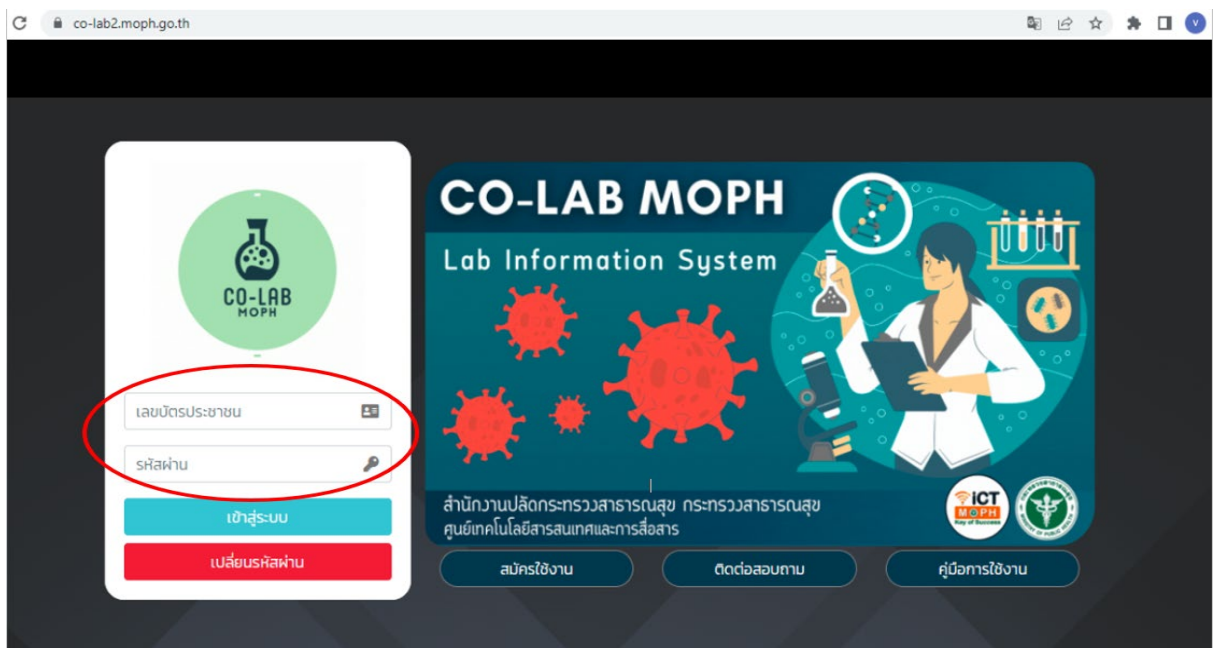 co-lab2.moph.go.th
V
CO-LAB
MOPH
เลขบัตรประชาชน
รหัสผ่าน
เข้าสู่ระบบ
เปลี่ยนรหัสผ่าน
CO-LAB MOPH
Lab Information System
สำนักงานปลัดกระทรวงสาธารณสุข กระทรวงสาธารณสุข
ศูนย์เทคโนโลยีสารสนเทศและการสื่อสาร
ICT
MOPH
Key of Success
สมัครใช้งาน
ติดต่อสอบถาม
คู่มือการใช้งาน